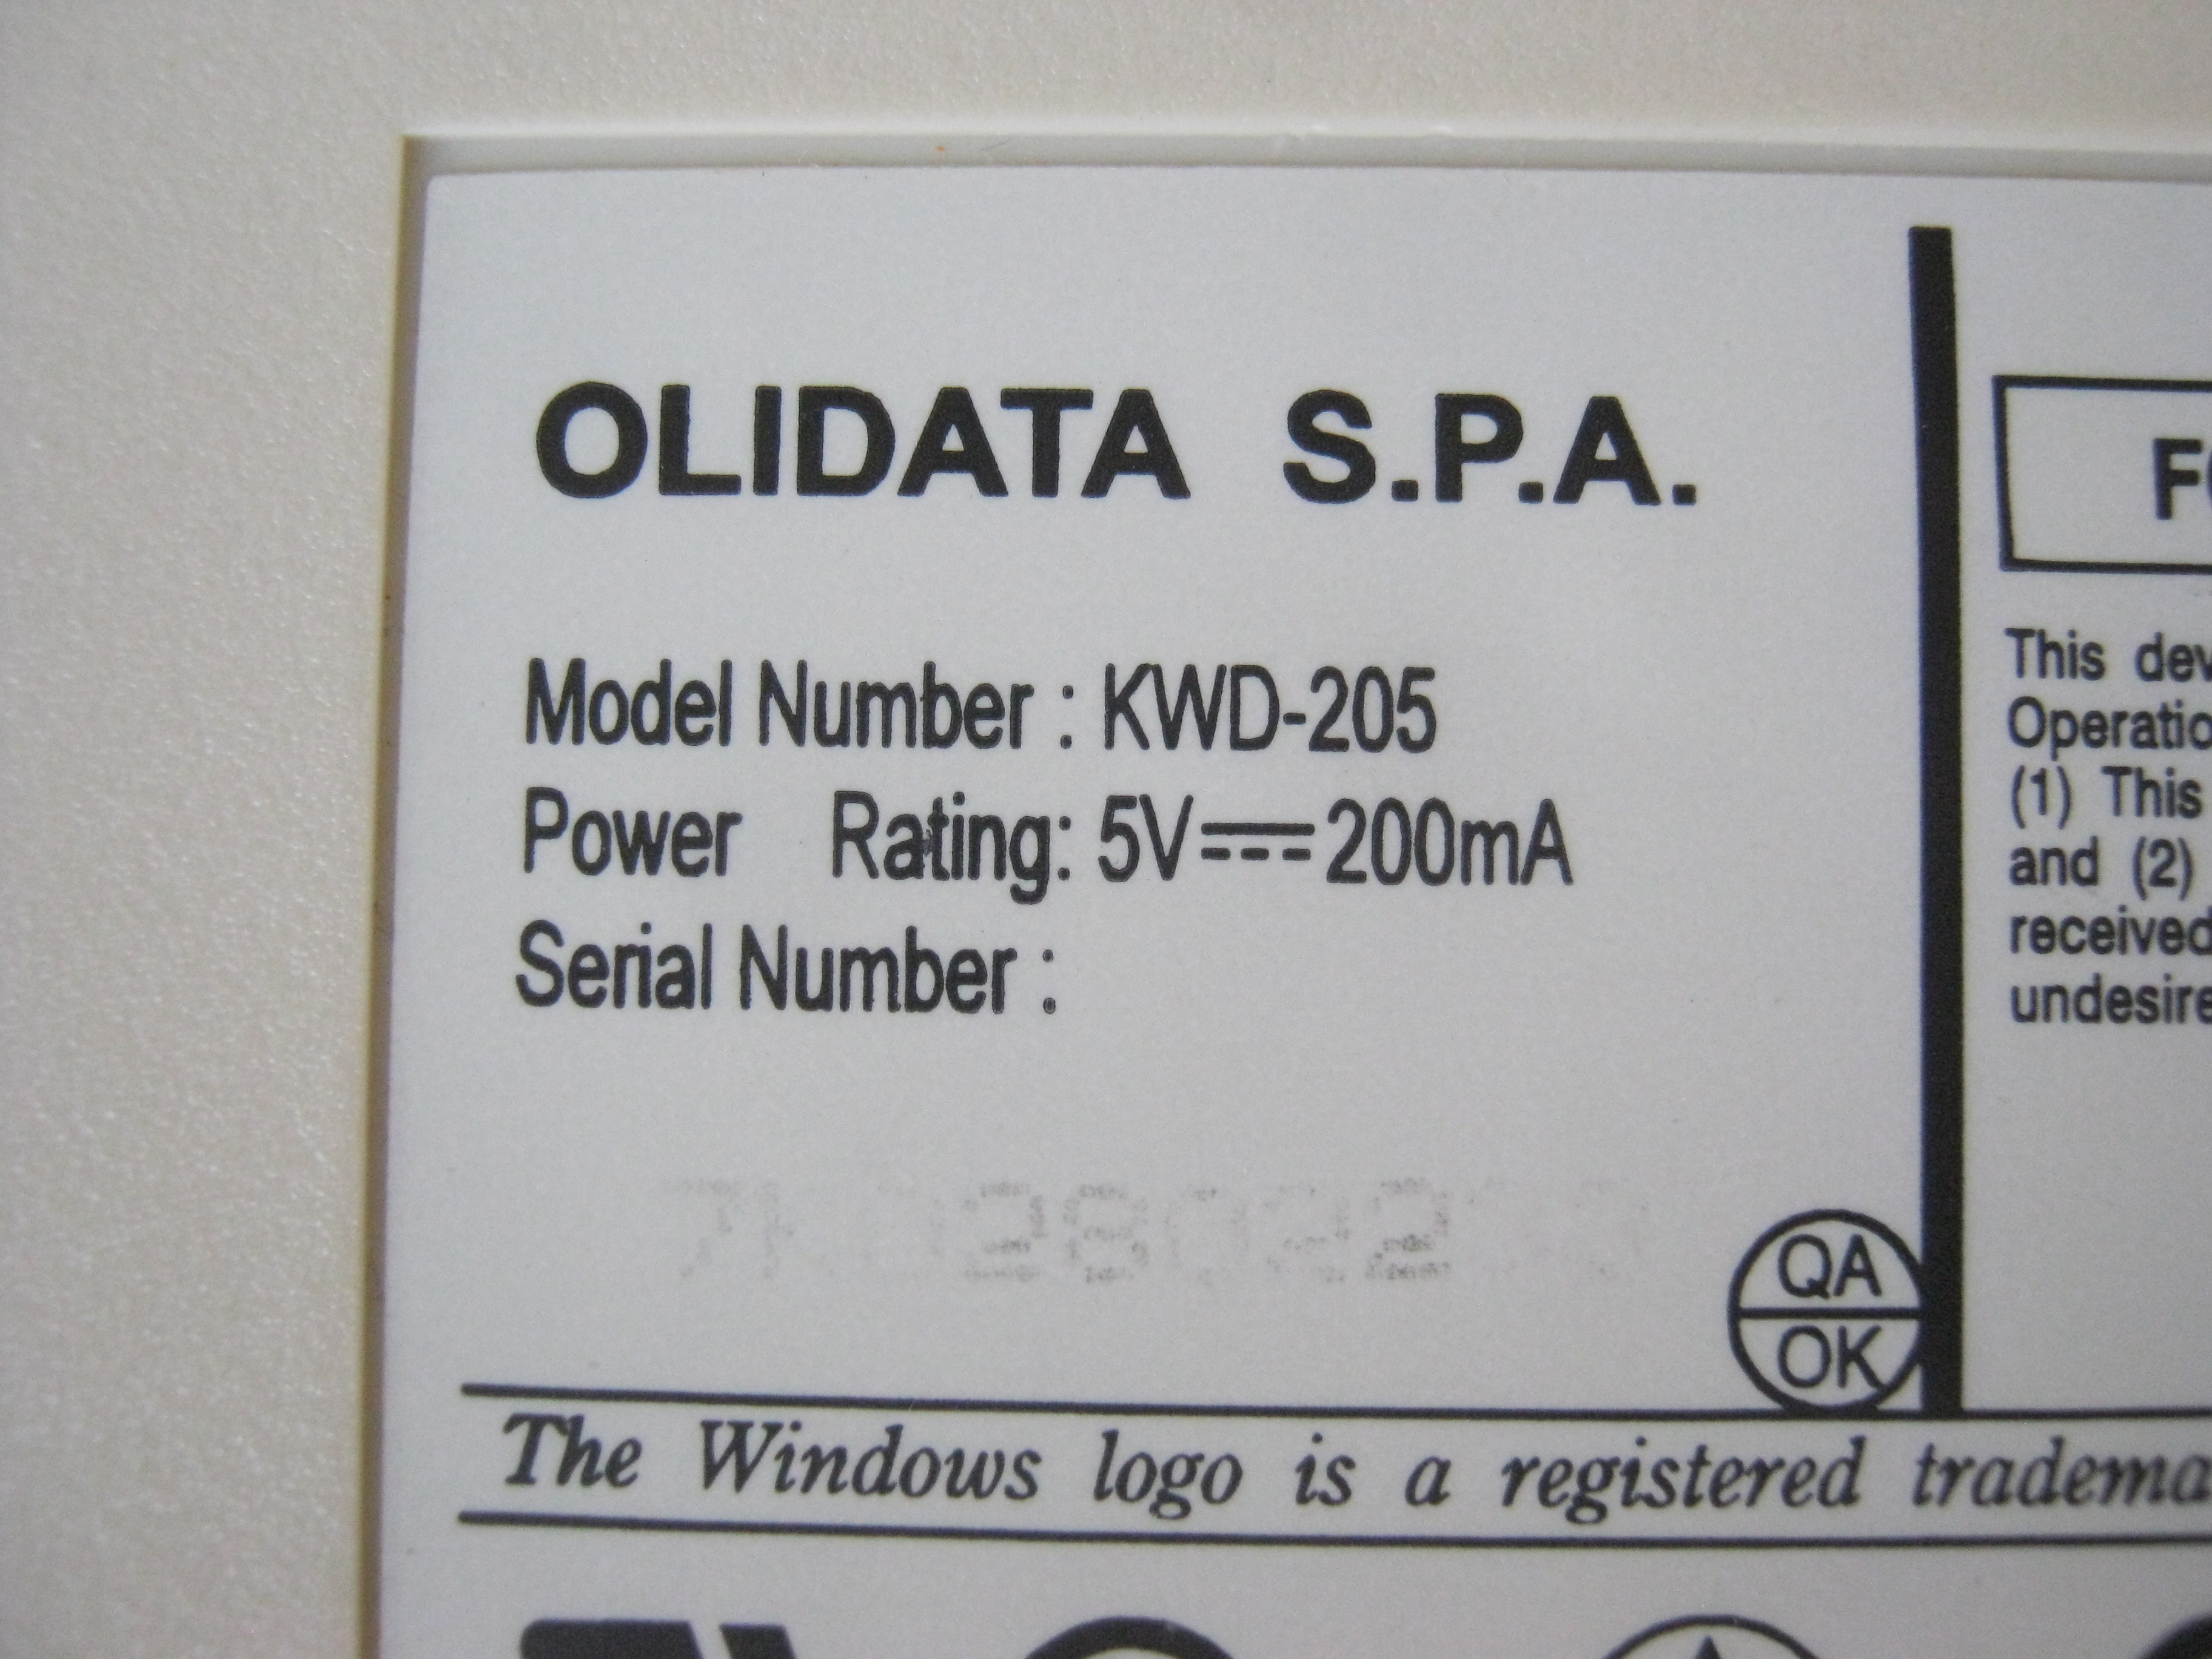 OLIDATA S.P.A.
Model Number : KWD-205
Power Rating: 5V⎓200mA
Serial Number :
QA
OK
This
Operatio
(1) This
and (2)
received
undesire
The Windows logo is a registered tradema